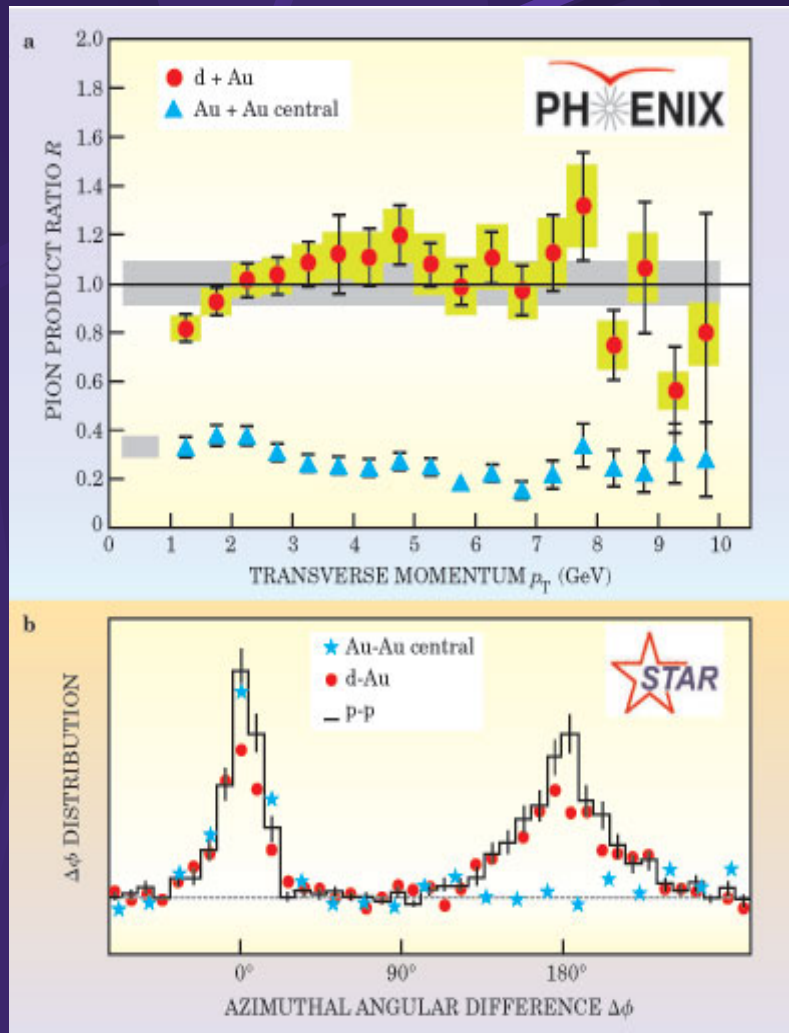 a
2.0
1.8
1.6
1.4
1.2
1.0
0.8
0.6
0.4
0.2
0
PION PRODUCT RATIO R
d + Au
Au + Au central
PHENIX
0 1 2 3 4 5 6 7 8 9 10
TRANSVERSE MOMENTUM pT (GeV)
b
Δϕ DISTRIBUTION
Au-Au central
d-Au
p-p
STAR
0° 90° 180°
AZIMUTHAL ANGULAR DIFFERENCE Δϕ